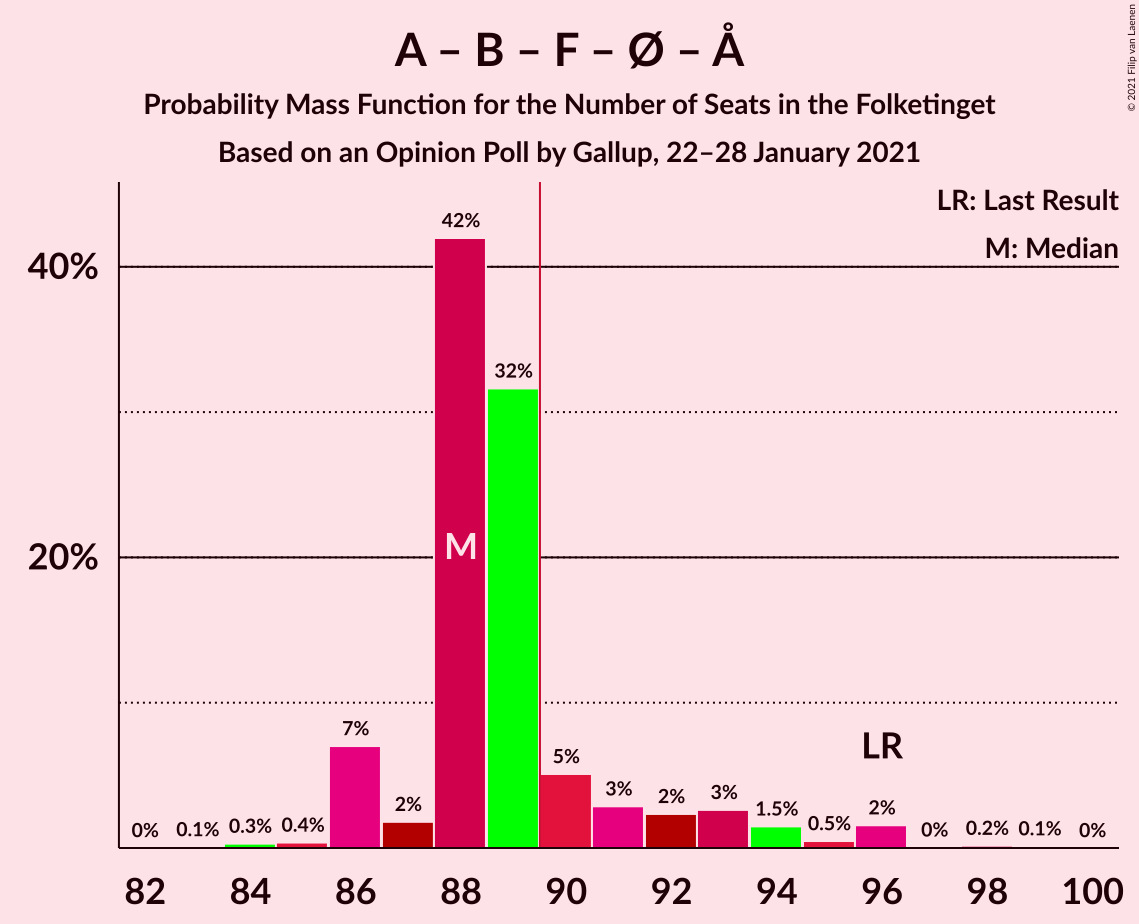 A – B – F – Ø – Å
Probability Mass Function for the Number of Seats in the Folketinget
Based on an Opinion Poll by Gallup, 22–28 January 2021
© 2021 Filip van Laenen
LR: Last Result
M: Median
40%
20%
0%
0.1%
0.3%
0.4%
7%
2%
42%
M
32%
5%
3%
2%
3%
1.5%
0.5%
LR
2%
0%
0.2%
0.1%
0%
82 84 86 88 90 92 94 96 98 100